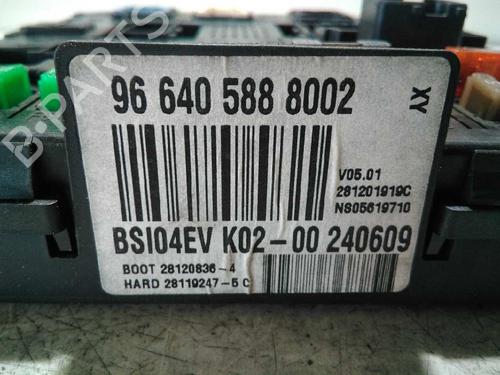 96 640 588 8002
XY
V05.01
281201919C
N805619710
BSI04EV K02-00 240609
BOOT 28120836-4
HARD 28119247-5 C
B-PARTS